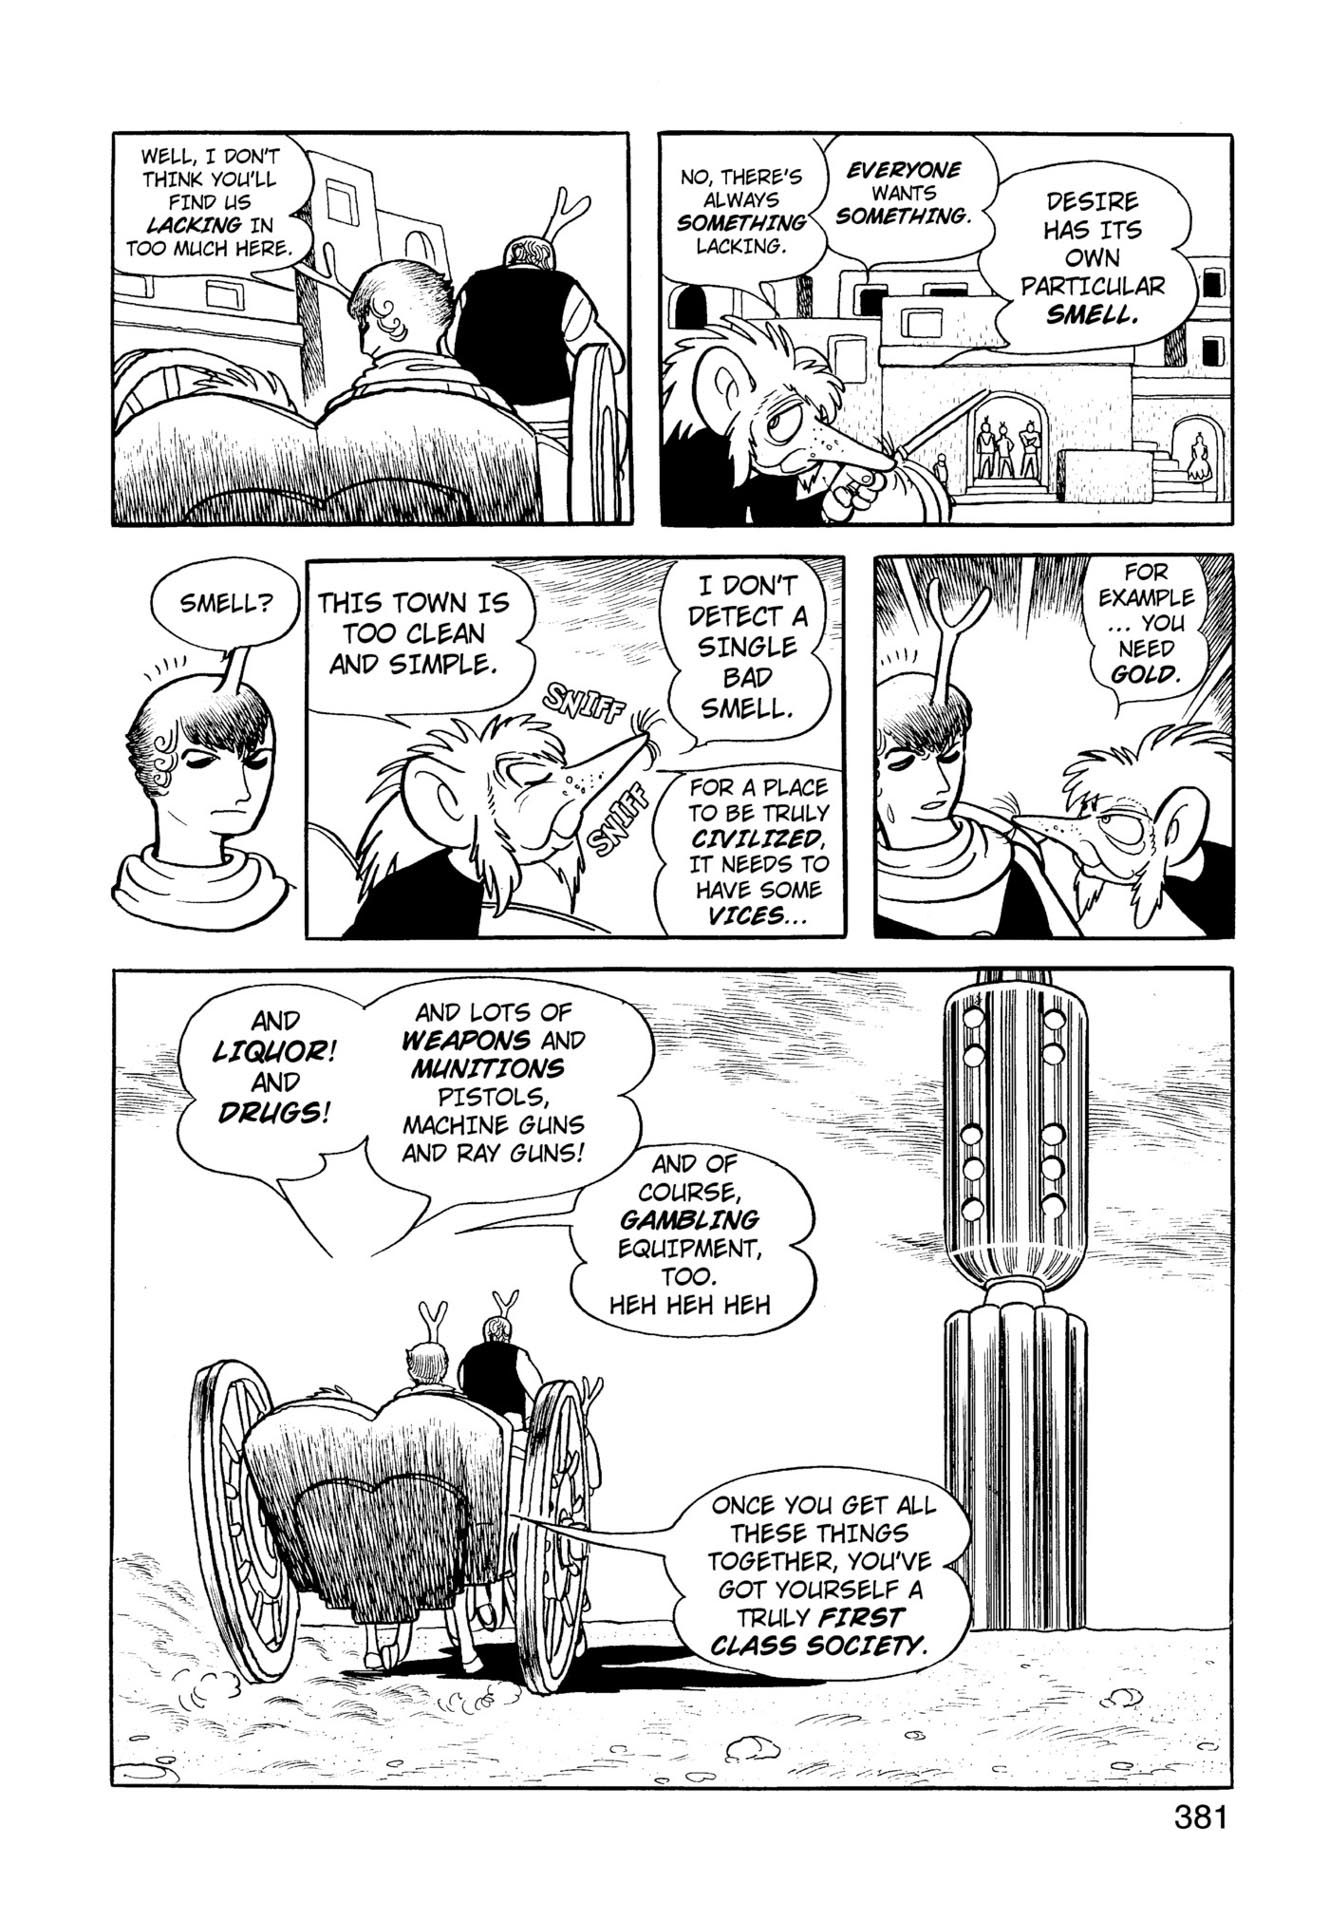 WELL, I DON'T
THINK YOU'LL
FIND US
LACKING IN
TOO MUCH HERE.
NO, THERE'S
ALWAYS
SOMETHING
LACKING.
EVERYONE
WANTS
SOMETHING.
DESIRE
HAS ITS
OWN
PARTICULAR
SMELL.
SMELL?
THIS TOWN IS
TOO CLEAN
AND SIMPLE.
SNIFF
SNIFF
I DON'T
DETECT A
SINGLE
BAD
SMELL.
FOR A PLACE
TO BE TRULY
CIVILIZED,
IT NEEDS TO
HAVE SOME
VICES...
FOR
EXAMPLE
... YOU
NEED
GOLD.
AND
LIQUOR!
AND
DRUGS!
AND LOTS OF
WEAPONS AND
MUNITIONS
PISTOLS,
MACHINE GUNS
AND RAY GUNS!
AND OF
COURSE,
GAMBLING
EQUIPMENT,
TOO.
HEH HEH HEH
ONCE YOU GET ALL
THESE THINGS
TOGETHER, YOU'VE
GOT YOURSELF A
TRULY FIRST
CLASS SOCIETY.
381